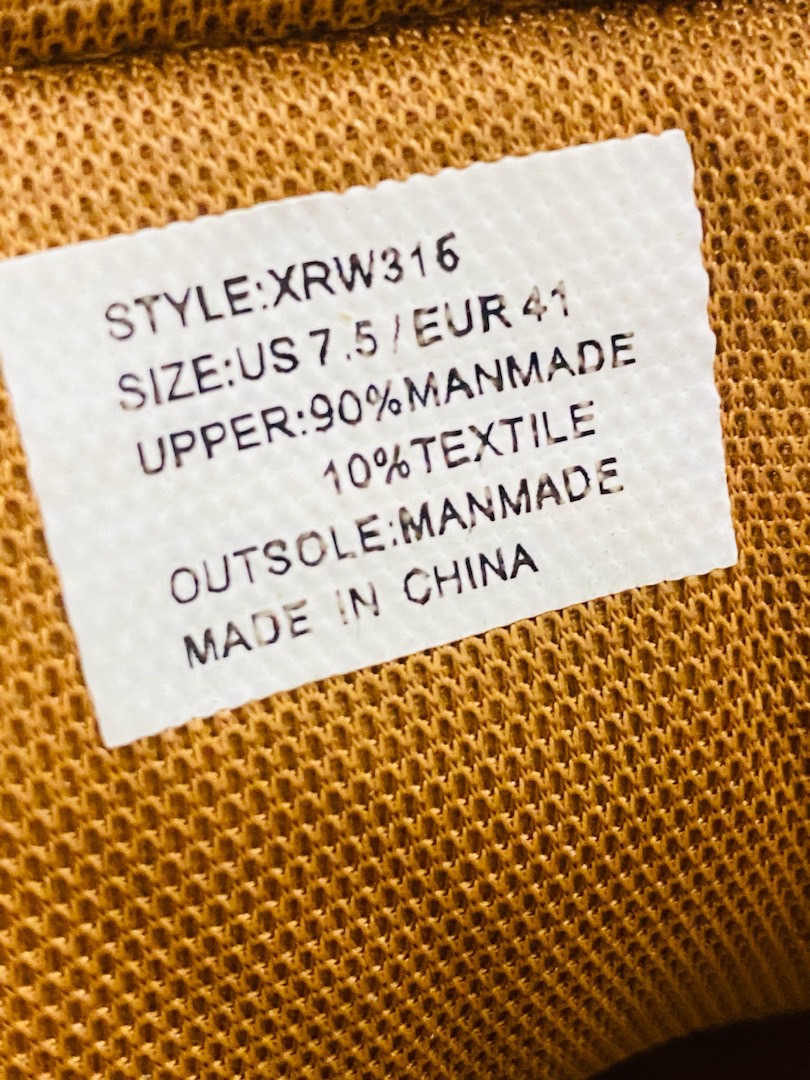 STYLE:XRW316
SIZE:US 7.5/EUR 41
UPPER:90%MANMADE
10%TEXTILE
OUTSOLE:MANMADE
MADE IN CHINA